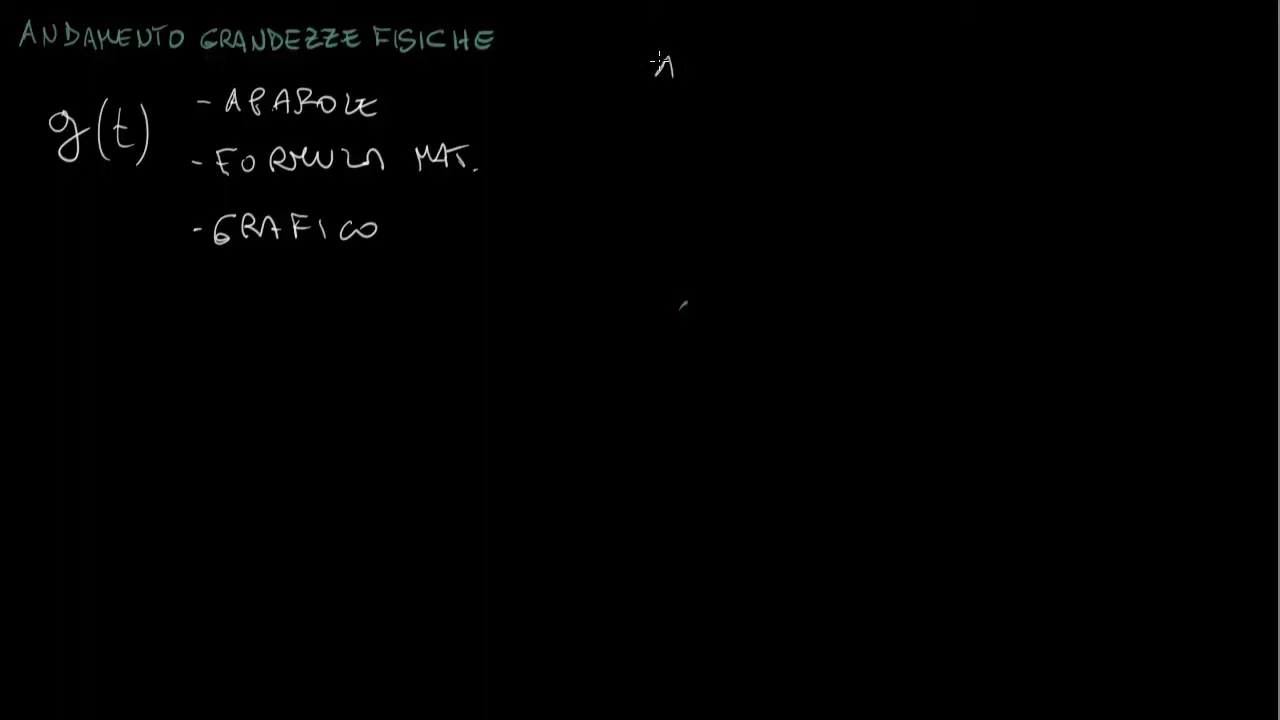 ANDAMENTO GRANDEZZE FISICHE
g(t)
- A PAROLE
- FORMULA MAT.
- GRAFICO
A